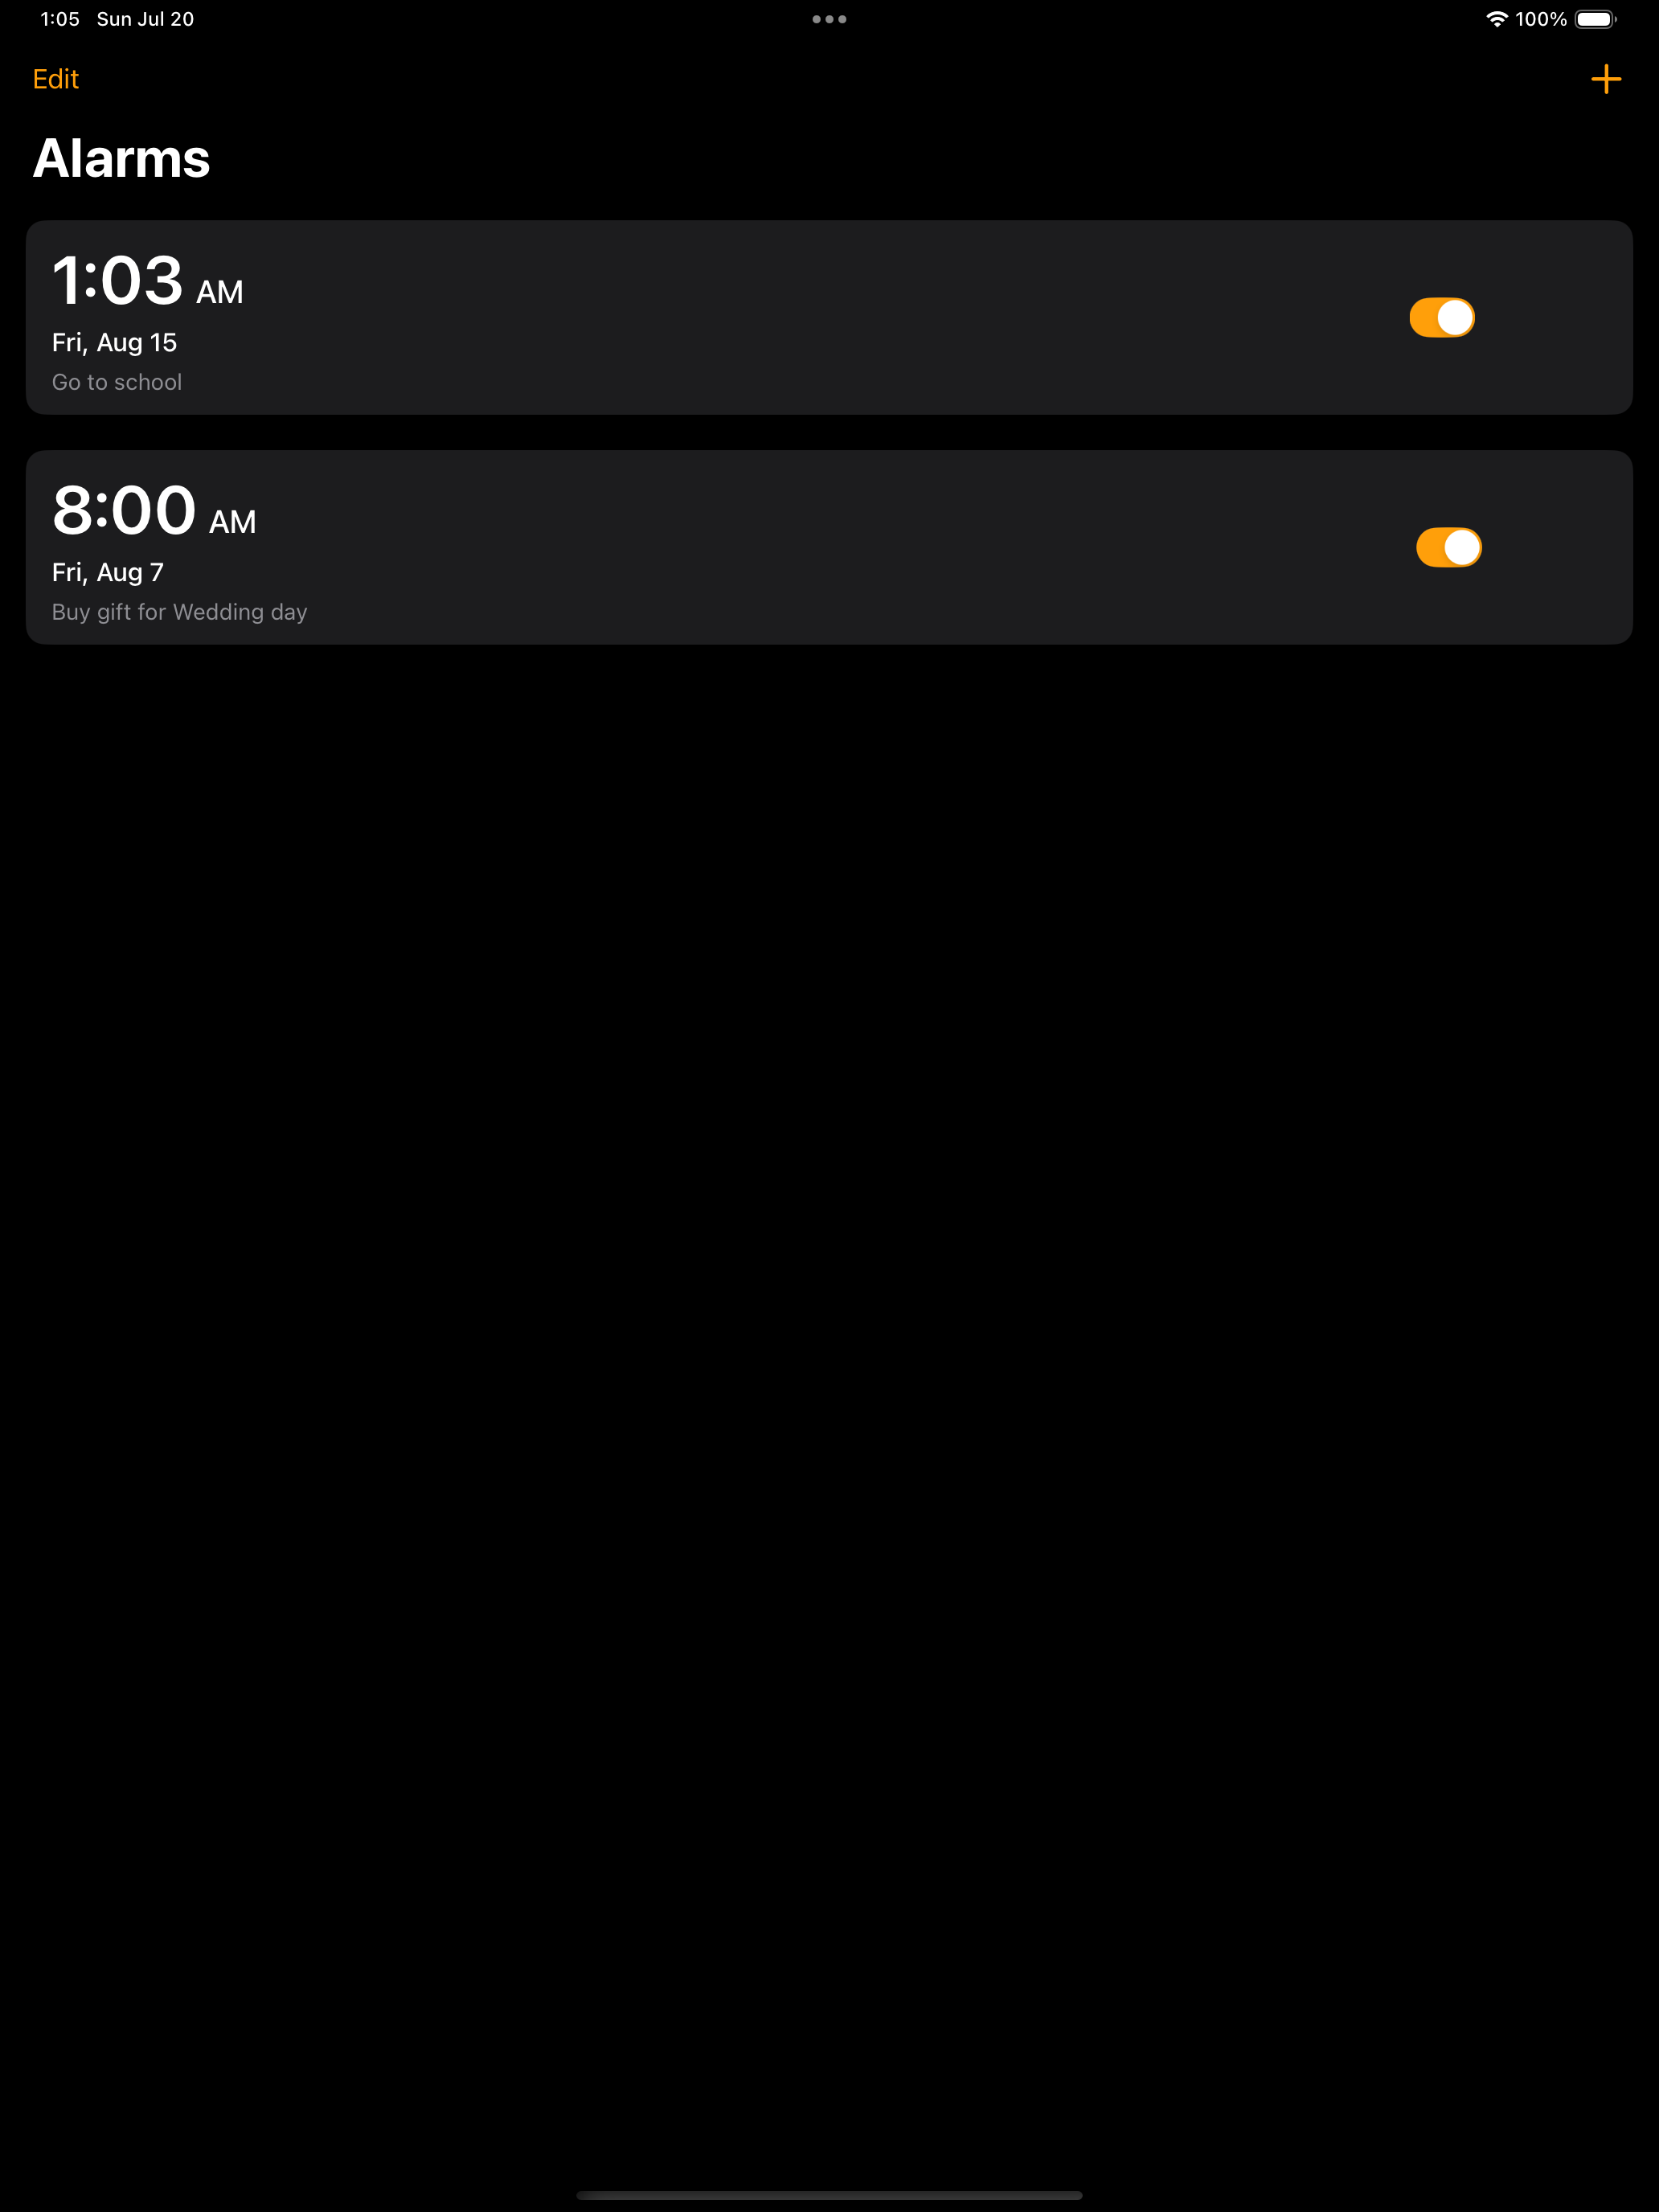 1:05 Sun Jul 20 100%
Edit
Alarms
1:03 AM
Fri, Aug 15
Go to school
8:00 AM
Fri, Aug 7
Buy gift for Wedding day